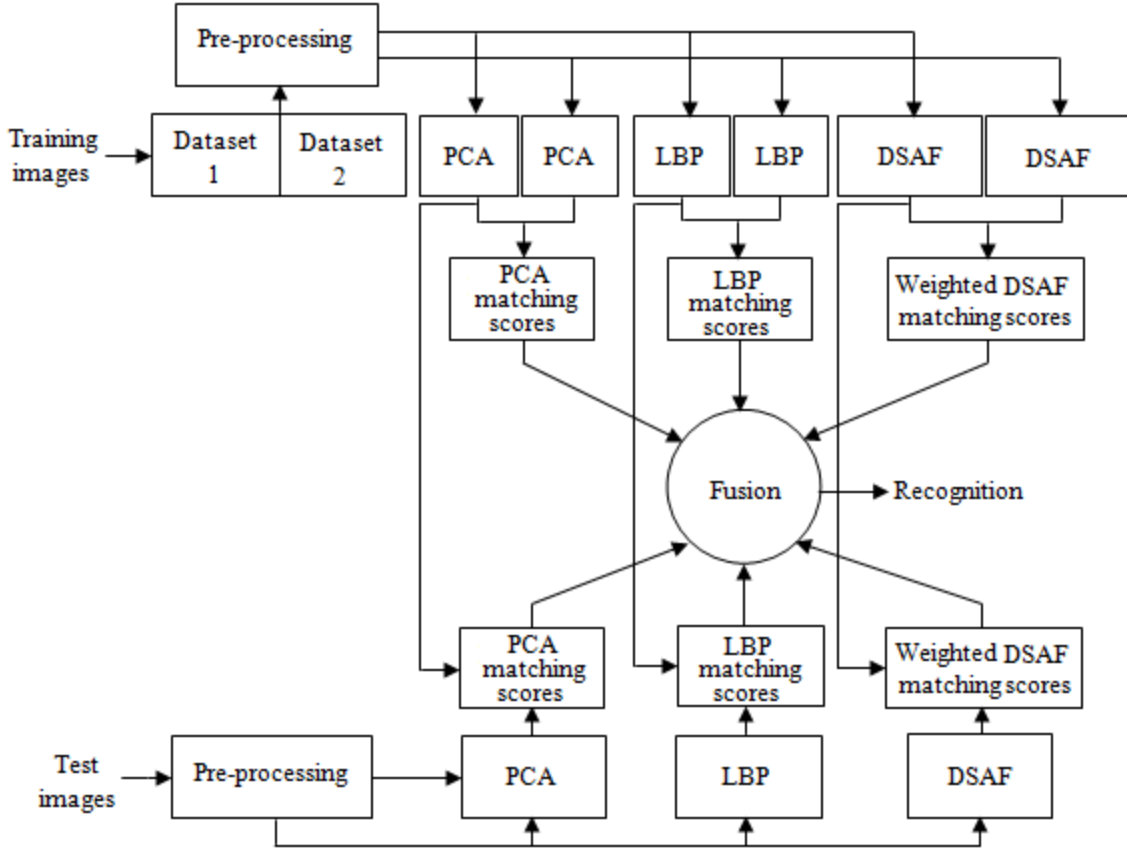 Pre-processing
Training
images
Dataset
1
Dataset
2
PCA
PCA
LBP
LBP
DSAF
DSAF
PCA
matching
scores
LBP
matching
scores
Weighted DSAF
matching scores
Fusion
Recognition
PCA
matching
scores
LBP
matching
scores
Weighted DSAF
matching scores
Test
images
Pre-processing
PCA
LBP
DSAF